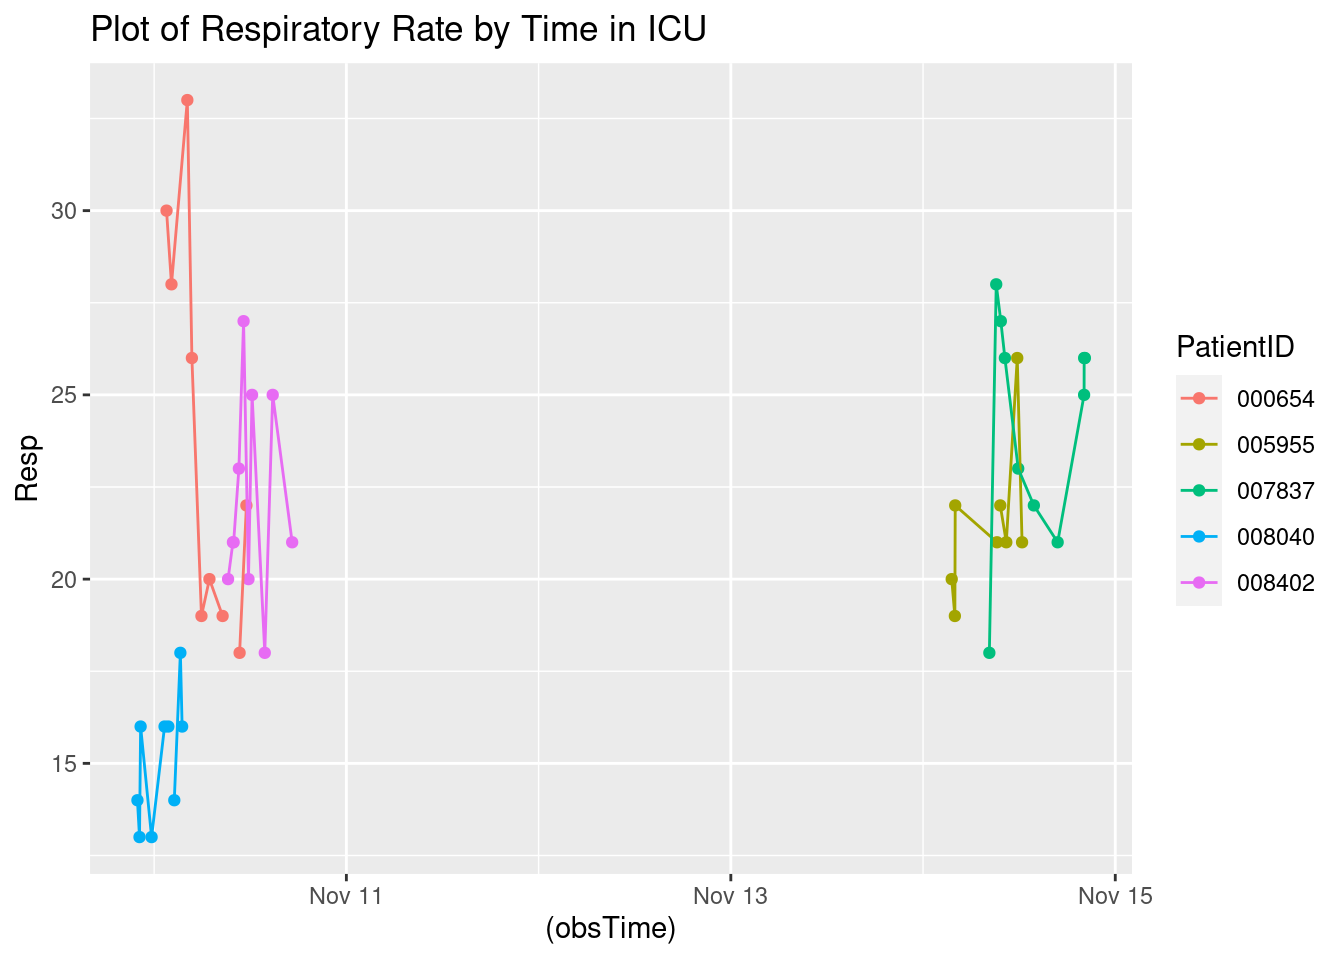 Plot of Respiratory Rate by Time in ICU
30
25
20
15
Resp
Nov 11
Nov 13
Nov 15
(obsTime)
PatientID
000654
005955
007837
008040
008402